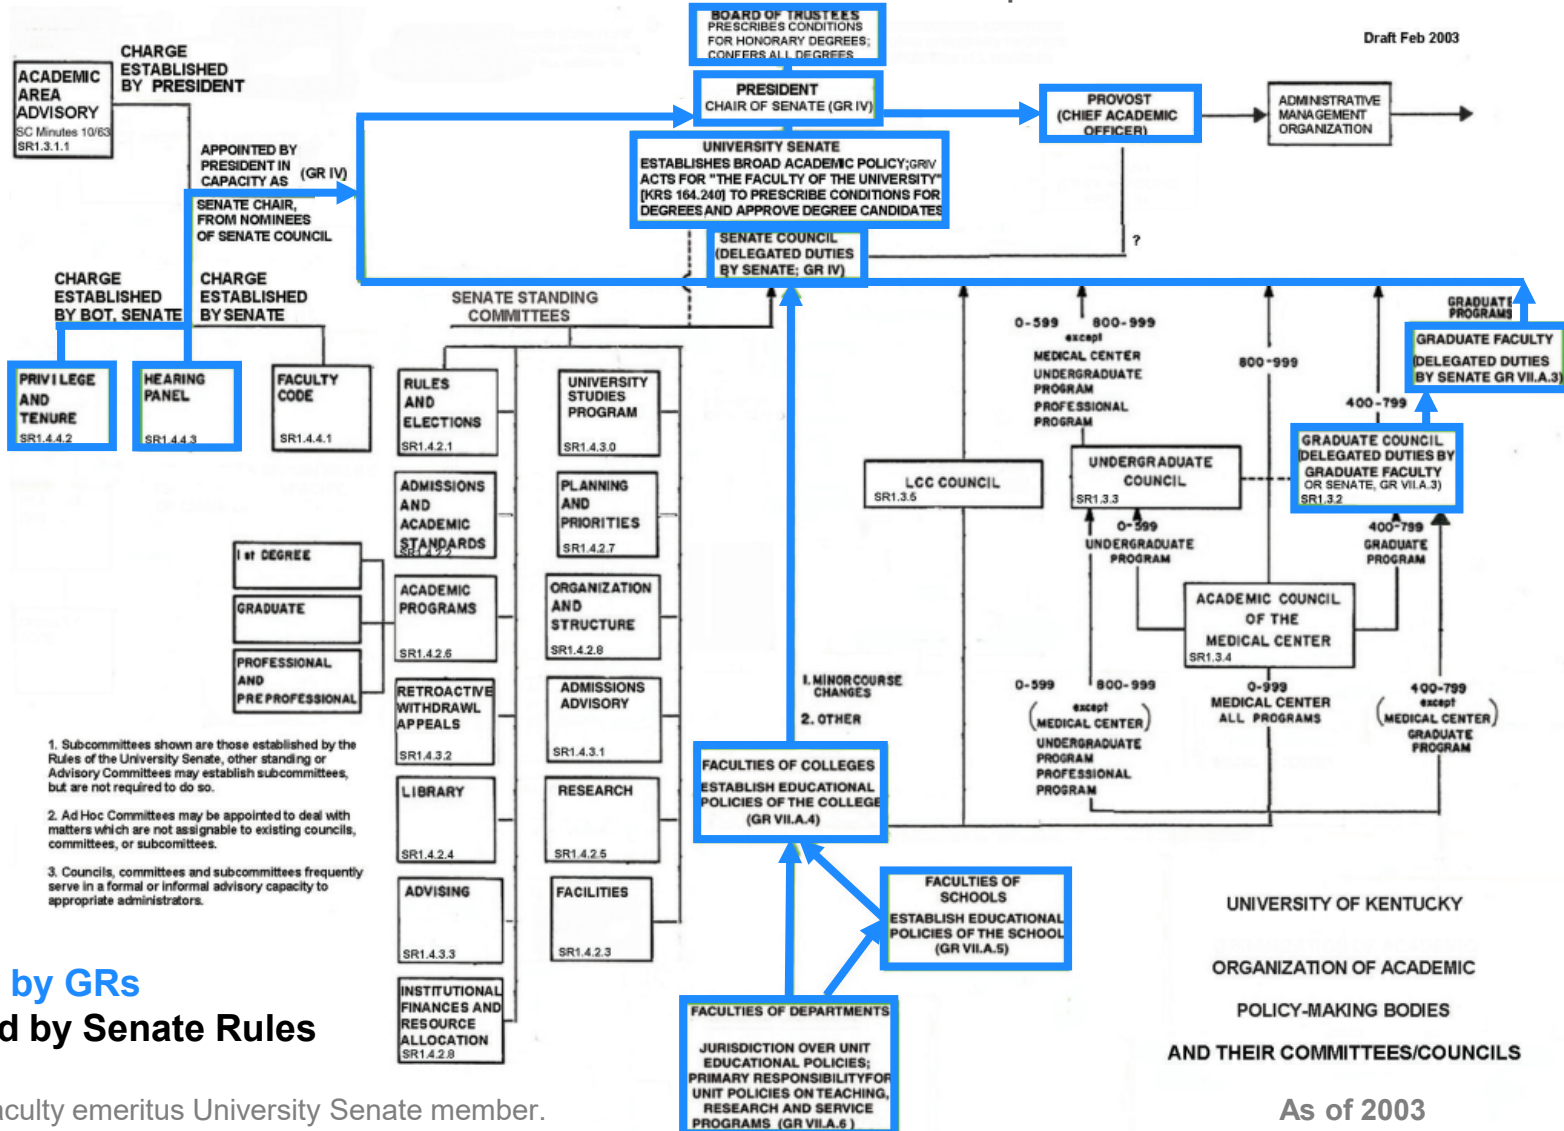 BOARD OF TRUSTEES
PRESCRIBES CONDITIONS
FOR HONORARY DEGREES;
CONFERS ALL DEGREES
Draft Feb 2003
CHARGE
ESTABLISHED
BY PRESIDENT
ACADEMIC
AREA
ADVISORY
SC Minutes 10/63
SR1.3.1.1
PRESIDENT
CHAIR OF SENATE (GR IV)
PROVOST
(CHIEF ACADEMIC
OFFICER)
ADMINISTRATIVE
MANAGEMENT
ORGANIZATION
APPOINTED BY
PRESIDENT IN
CAPACITY AS
(GR IV)
SENATE CHAIR,
FROM NOMINEES
OF SENATE COUNCIL
UNIVERSITY SENATE
ESTABLISHES BROAD ACADEMIC POLICY;GRIV
ACTS FOR "THE FACULTY OF THE UNIVERSITY"
[KRS 164.240] TO PRESCRIBE CONDITIONS FOR
DEGREES AND APPROVE DEGREE CANDIDATES
SENATE COUNCIL
(DELEGATED DUTIES
BY SENATE; GR IV)
?
CHARGE
ESTABLISHED
BY BOT, SENATE
CHARGE
ESTABLISHED
BY SENATE
SENATE STANDING
COMMITTEES
PRIVILEGE
AND
TENURE
SR1.4.4.2
HEARING
PANEL
SR1.4.4.3
FACULTY
CODE
SR1.4.4.1
RULES
AND
ELECTIONS
SR1.4.2.1
UNIVERSITY
STUDIES
PROGRAM
SR1.4.3.0
0-599 800-999
except
MEDICAL CENTER
UNDERGRADUATE
PROGRAM
PROFESSIONAL
PROGRAM
800-999
400-799
GRADUATE
PROGRAMS
GRADUATE FACULTY
(DELEGATED DUTIES
BY SENATE GR VII.A.3)
GRADUATE COUNCIL
(DELEGATED DUTIES BY
GRADUATE FACULTY
OR SENATE, GR VII.A.3)
SR1.3.2
ADMISSIONS
AND
ACADEMIC
STANDARDS
SR1.4.2.2
PLANNING
AND
PRIORITIES
SR1.4.2.7
LCC COUNCIL
SR1.3.5
UNDERGRADUATE
COUNCIL
SR1.3.3
0-599
UNDERGRADUATE
PROGRAM
400-799
GRADUATE
PROGRAM
1st DEGREE
GRADUATE
PROFESSIONAL
AND
PREPROFESSIONAL
ACADEMIC
PROGRAMS
SR1.4.2.6
ORGANIZATION
AND
STRUCTURE
SR1.4.2.8
ACADEMIC COUNCIL
OF THE
MEDICAL CENTER
SR1.3.4
RETROACTIVE
WITHDRAWL
APPEALS
SR1.4.3.2
ADMISSIONS
ADVISORY
SR1.4.3.1
1. MINOR COURSE
CHANGES
2. OTHER
0-599 800-999
except
(MEDICAL CENTER)
UNDERGRADUATE
PROGRAM
PROFESSIONAL
PROGRAM
0-999
MEDICAL CENTER
ALL PROGRAMS
400-799
except
(MEDICAL CENTER)
GRADUATE
PROGRAM
1. Subcommittees shown are those established by the
Rules of the University Senate, other standing or
Advisory Committees may establish subcommittees,
but are not required to do so.
2. Ad Hoc Committees may be appointed to deal with
matters which are not assignable to existing councils,
committees, or subcomittees.
3. Councils, committees and subcommittees frequently
serve in a formal or informal advisory capacity to
appropriate administrators.
LIBRARY
SR1.4.2.4
RESEARCH
SR1.4.2.5
FACULTIES OF COLLEGES
ESTABLISH EDUCATIONAL
POLICIES OF THE COLLEGE
(GR VII.A.4)
ADVISING
SR1.4.3.3
FACILITIES
SR1.4.2.3
FACULTIES OF
SCHOOLS
ESTABLISH EDUCATIONAL
POLICIES OF THE SCHOOL
(GR VII.A.5)
INSTITUTIONAL
FINANCES AND
RESOURCE
ALLOCATION
SR1.4.2.8
FACULTIES OF DEPARTMENTS
JURISDICTION OVER UNIT
EDUCATIONAL POLICIES;
PRIMARY RESPONSIBILITYFOR
UNIT POLICIES ON TEACHING,
RESEARCH AND SERVICE
PROGRAMS (GR VII.A.6 )
UNIVERSITY OF KENTUCKY
ORGANIZATION OF ACADEMIC
POLICY-MAKING BODIES
AND THEIR COMMITTEES/COUNCILS
by GRs
d by Senate Rules
aculty emeritus University Senate member.
As of 2003